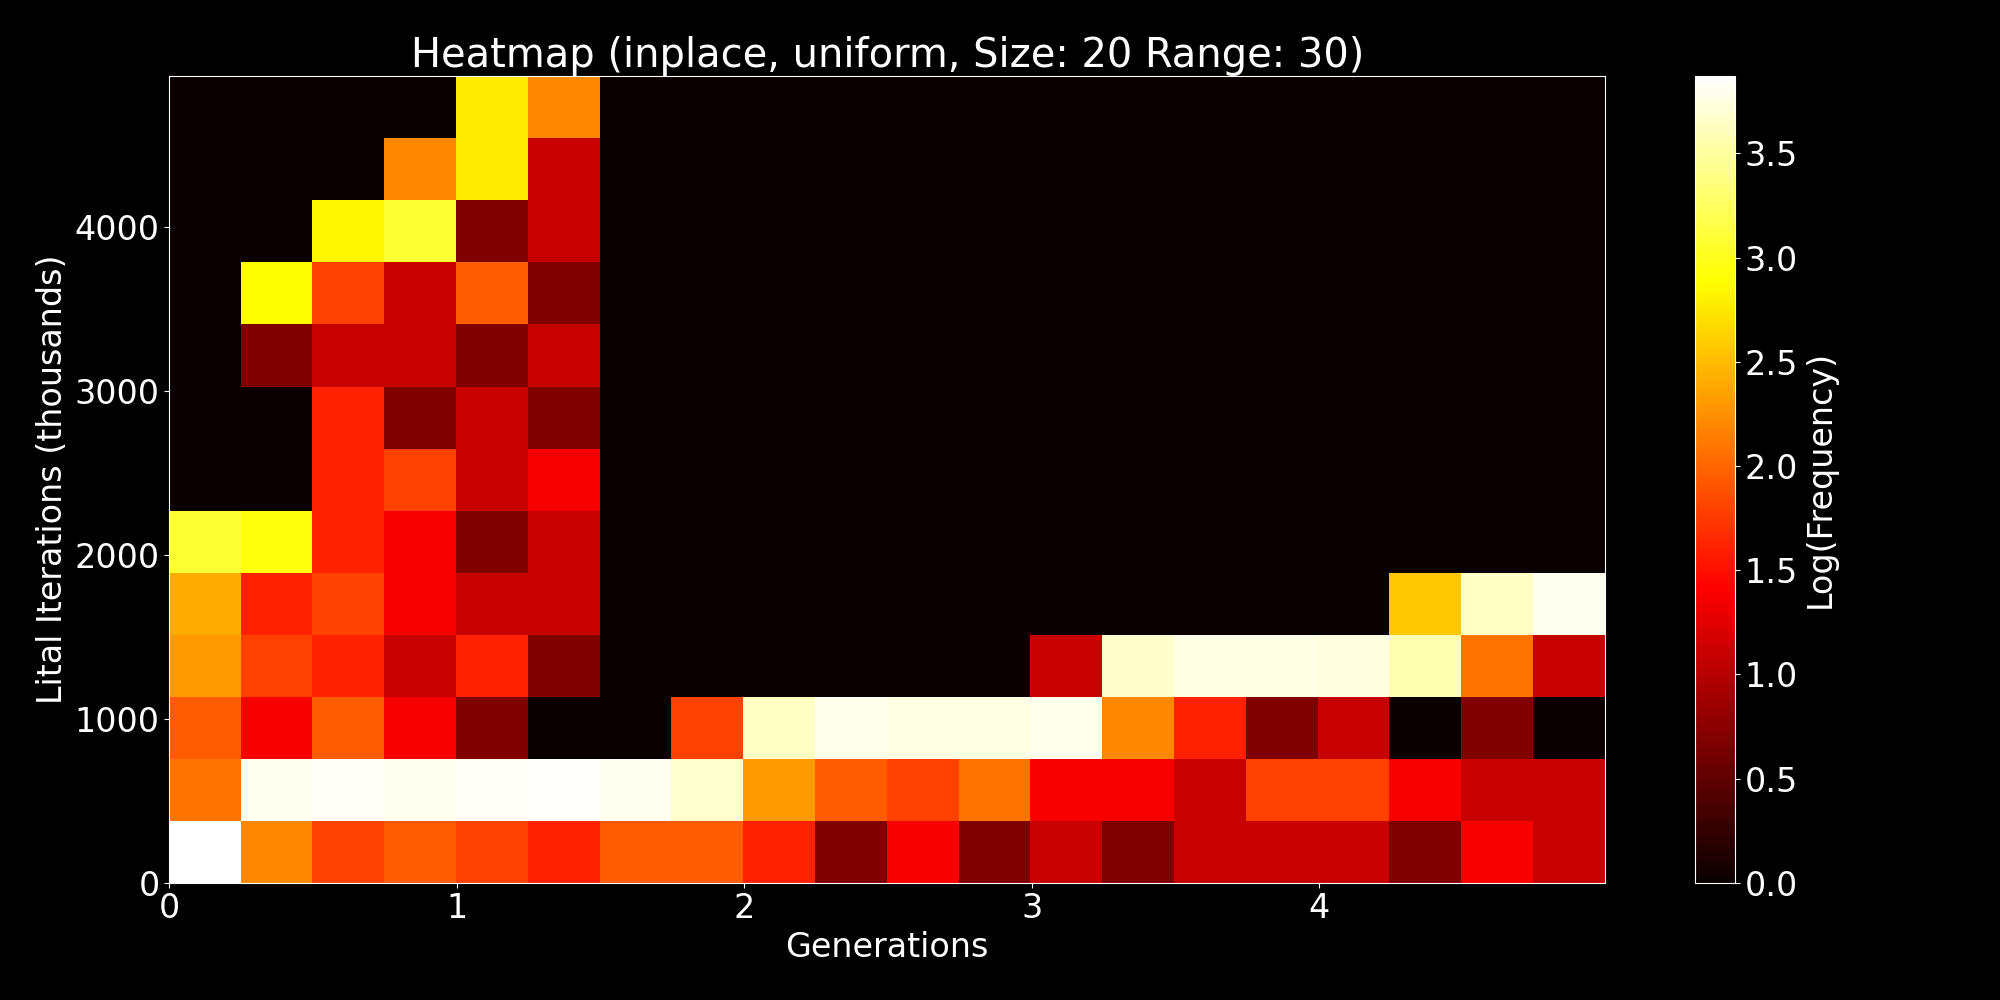 Heatmap (inplace, uniform, Size: 20 Range: 30)
Lital Iterations (thousands)
4000
3000
2000
1000
0
0 1 2 3 4
Generations
3.5
3.0
2.5
2.0
1.5
1.0
0.5
0.0
Log(Frequency)